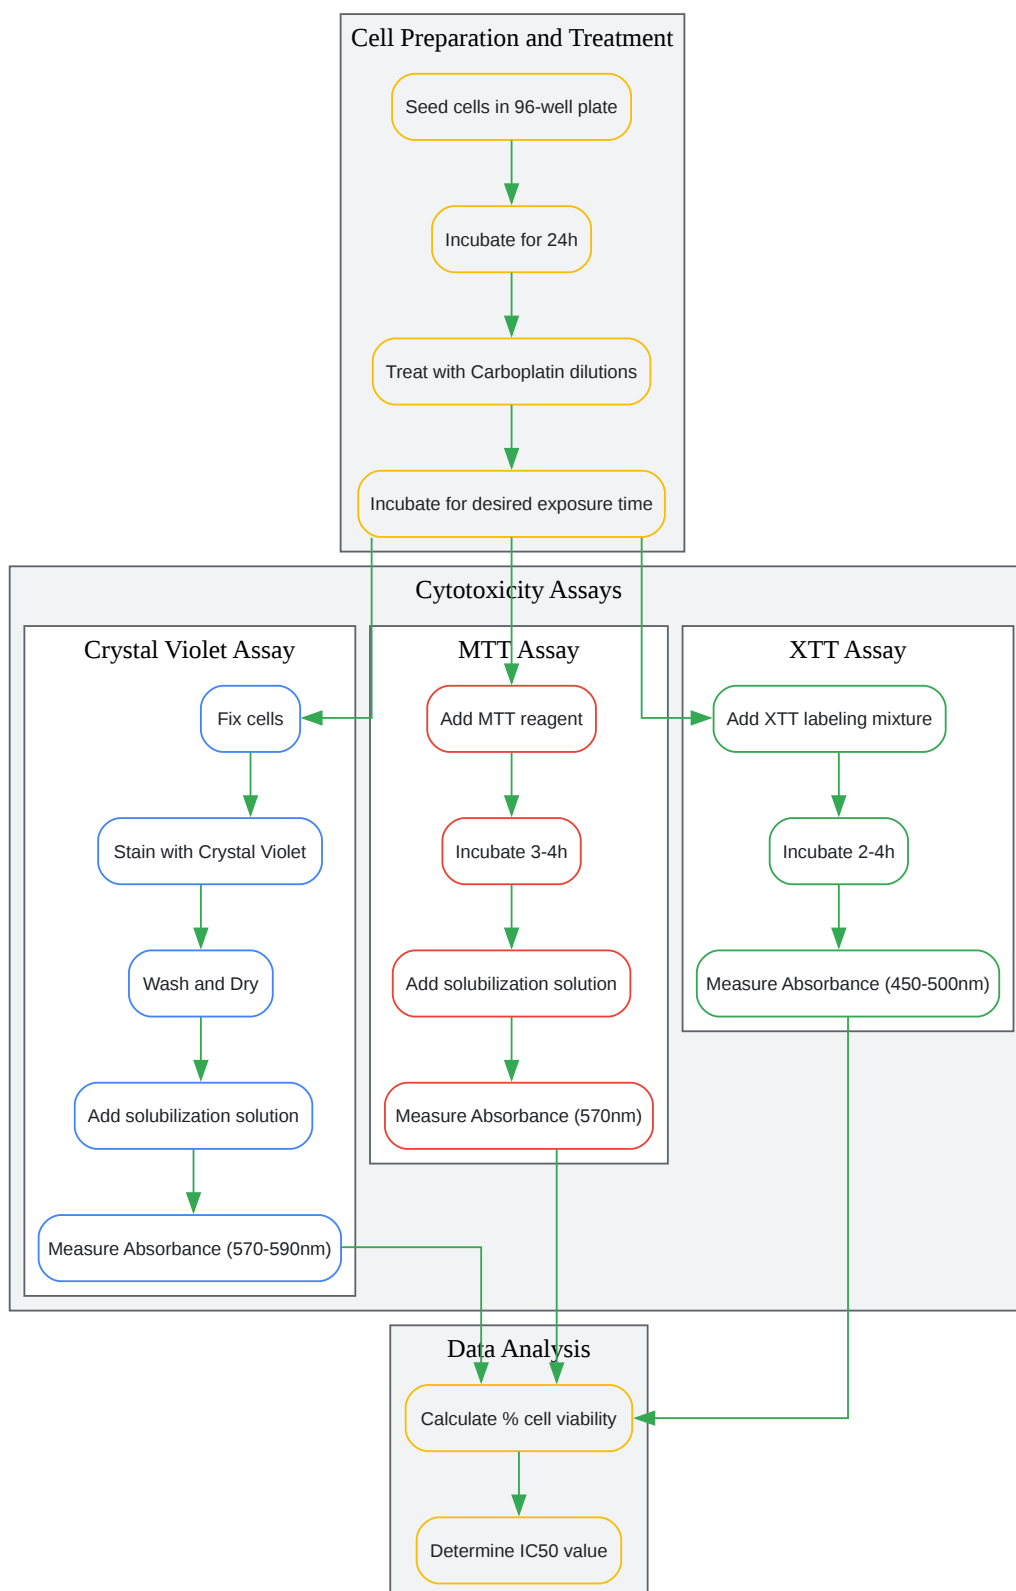 Cell Preparation and Treatment
Seed cells in 96-well plate
Incubate for 24h
Treat with Carboplatin dilutions
Incubate for desired exposure time
Cytotoxicity Assays
Crystal Violet Assay
Fix cells
Stain with Crystal Violet
Wash and Dry
Add solubilization solution
Measure Absorbance (570-590nm)
MTT Assay
Add MTT reagent
Incubate 3-4h
Add solubilization solution
Measure Absorbance (570nm)
XTT Assay
Add XTT labeling mixture
Incubate 2-4h
Measure Absorbance (450-500nm)
Data Analysis
Calculate % cell viability
Determine IC50 value